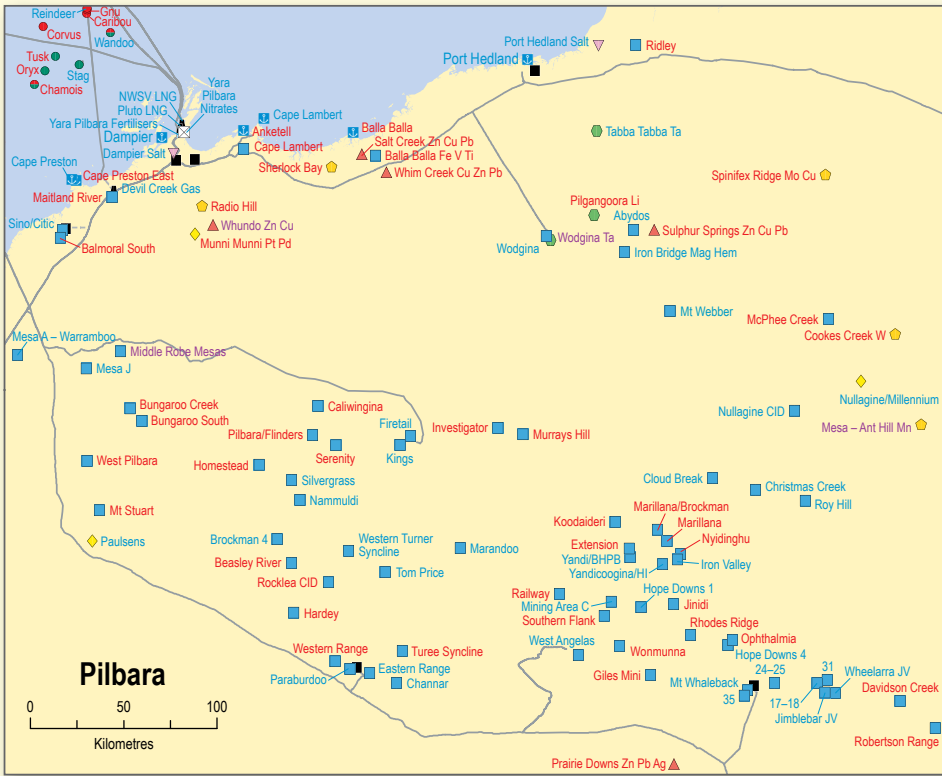 Reindeer
Gnu
Caribou
Corvus
Wandoo
Tusk
Oryx
Stag
Chamois
NWSV LNG
Pluto LNG
Yara Pilbara Fertilisers
Yara
Pilbara
Nitrates
Dampier
Dampier Salt
Cape Lambert
Anketell
Cape Lambert
Balla Balla
Salt Creek Zn Cu Pb
Balla Balla Fe V Ti
Whim Creek Cu Zn Pb
Sherlock Bay
Port Hedland Salt
Port Hedland
Ridley
Tabba Tabba Ta
Spinifex Ridge Mo Cu
Cape Preston
Cape Preston East
Devil Creek Gas
Maitland River
Radio Hill
Whundo Zn Cu
Munni Munni Pt Pd
Sino/Citic
Balmoral South
Pilgangoora Li
Abydos
Wodgina
Wodgina Ta
Sulphur Springs Zn Cu Pb
Iron Bridge Mag Hem
Mt Webber
McPhee Creek
Cookes Creek W
Mesa A – Warramboo
Middle Robe Mesas
Mesa J
Nullagine/Millennium
Nullagine CID
Mesa – Ant Hill Mn
Bungaroo Creek
Bungaroo South
Caliwingina
Pilbara/Flinders
Firetail
Serenity
Kings
Investigator
Murrays Hill
West Pilbara
Homestead
Silvergrass
Nammuldi
Mt Stuart
Paulsens
Cloud Break
Christmas Creek
Roy Hill
Marillana/Brockman
Koodaideri
Marillana
Nyidinghu
Extension
Yandi/BHPB
Iron Valley
Yandicoogina/HI
Brockman 4
Western Turner
Syncline
Marandoo
Beasley River
Tom Price
Rocklea CID
Hardey
Railway
Mining Area C
Hope Downs 1
Southern Flank
Jinidi
Rhodes Ridge
Ophthalmia
West Angelas
Wonmunna
Hope Downs 4
Western Range
Turee Syncline
Paraburdoo
Eastern Range
Channar
Giles Mini
Mt Whaleback
24–25
31
Wheelarra JV
35
17–18
Jimblebar JV
Davidson Creek
Robertson Range
Prairie Downs Zn Pb Ag
Pilbara
0 50 100
Kilometres